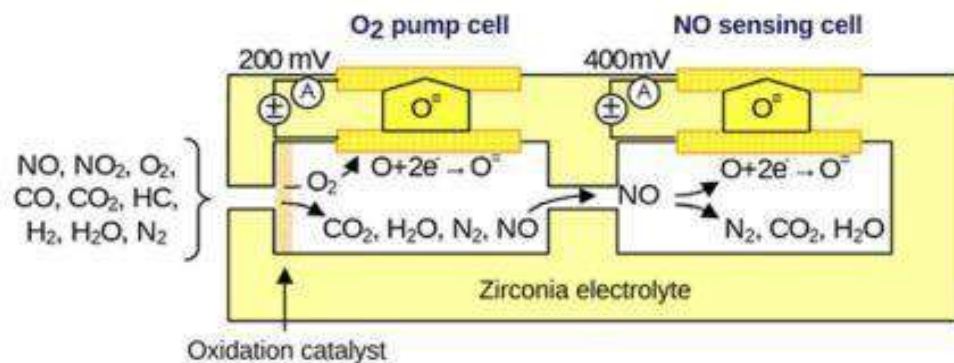 O₂ pump cell
NO sensing cell
200 mV
400mV
A
A
±
±
O⁼
O⁼
NO, NO₂, O₂,
CO, CO₂, HC,
H₂, H₂O, N₂
O₂
O+2e⁻ → O⁼
CO₂, H₂O, N₂, NO
NO
O+2e⁻ → O⁼
N₂, CO₂, H₂O
Zirconia electrolyte
Oxidation catalyst